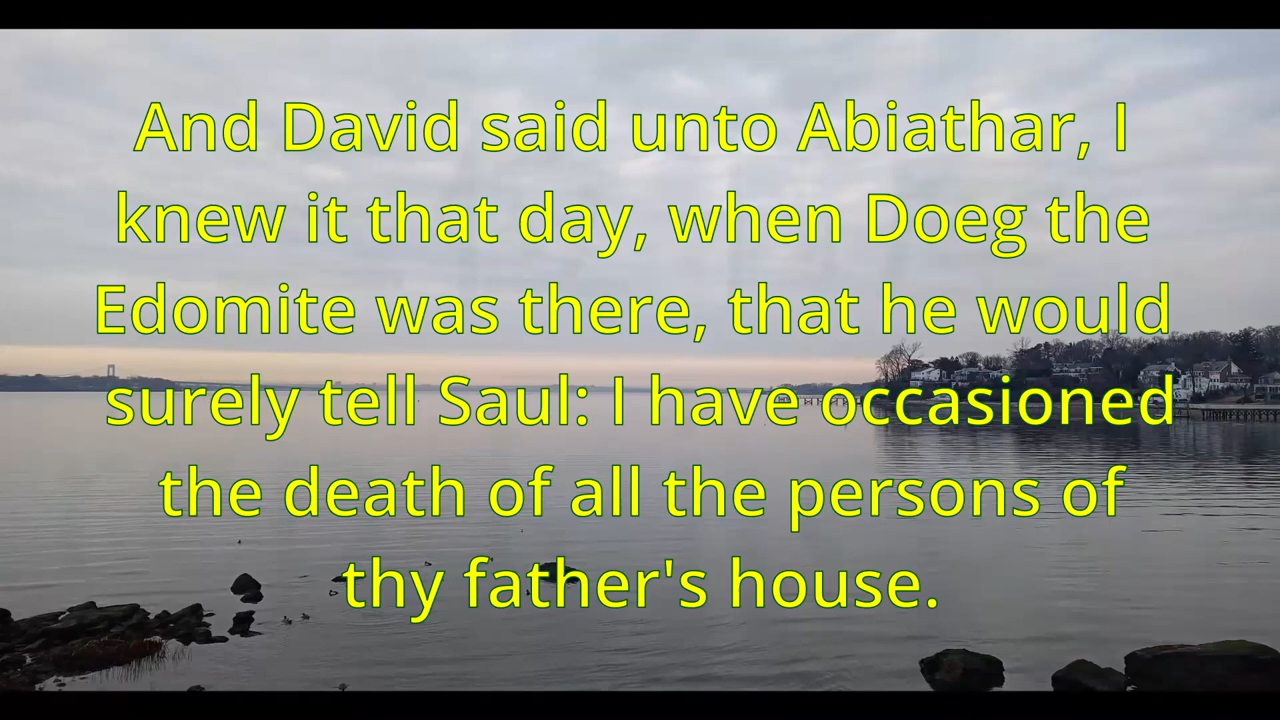 And David said unto Abiathar, I
knew it that day, when Doeg the
Edomite was there, that he would
surely tell Saul: I have occasioned
the death of all the persons of
thy father's house.